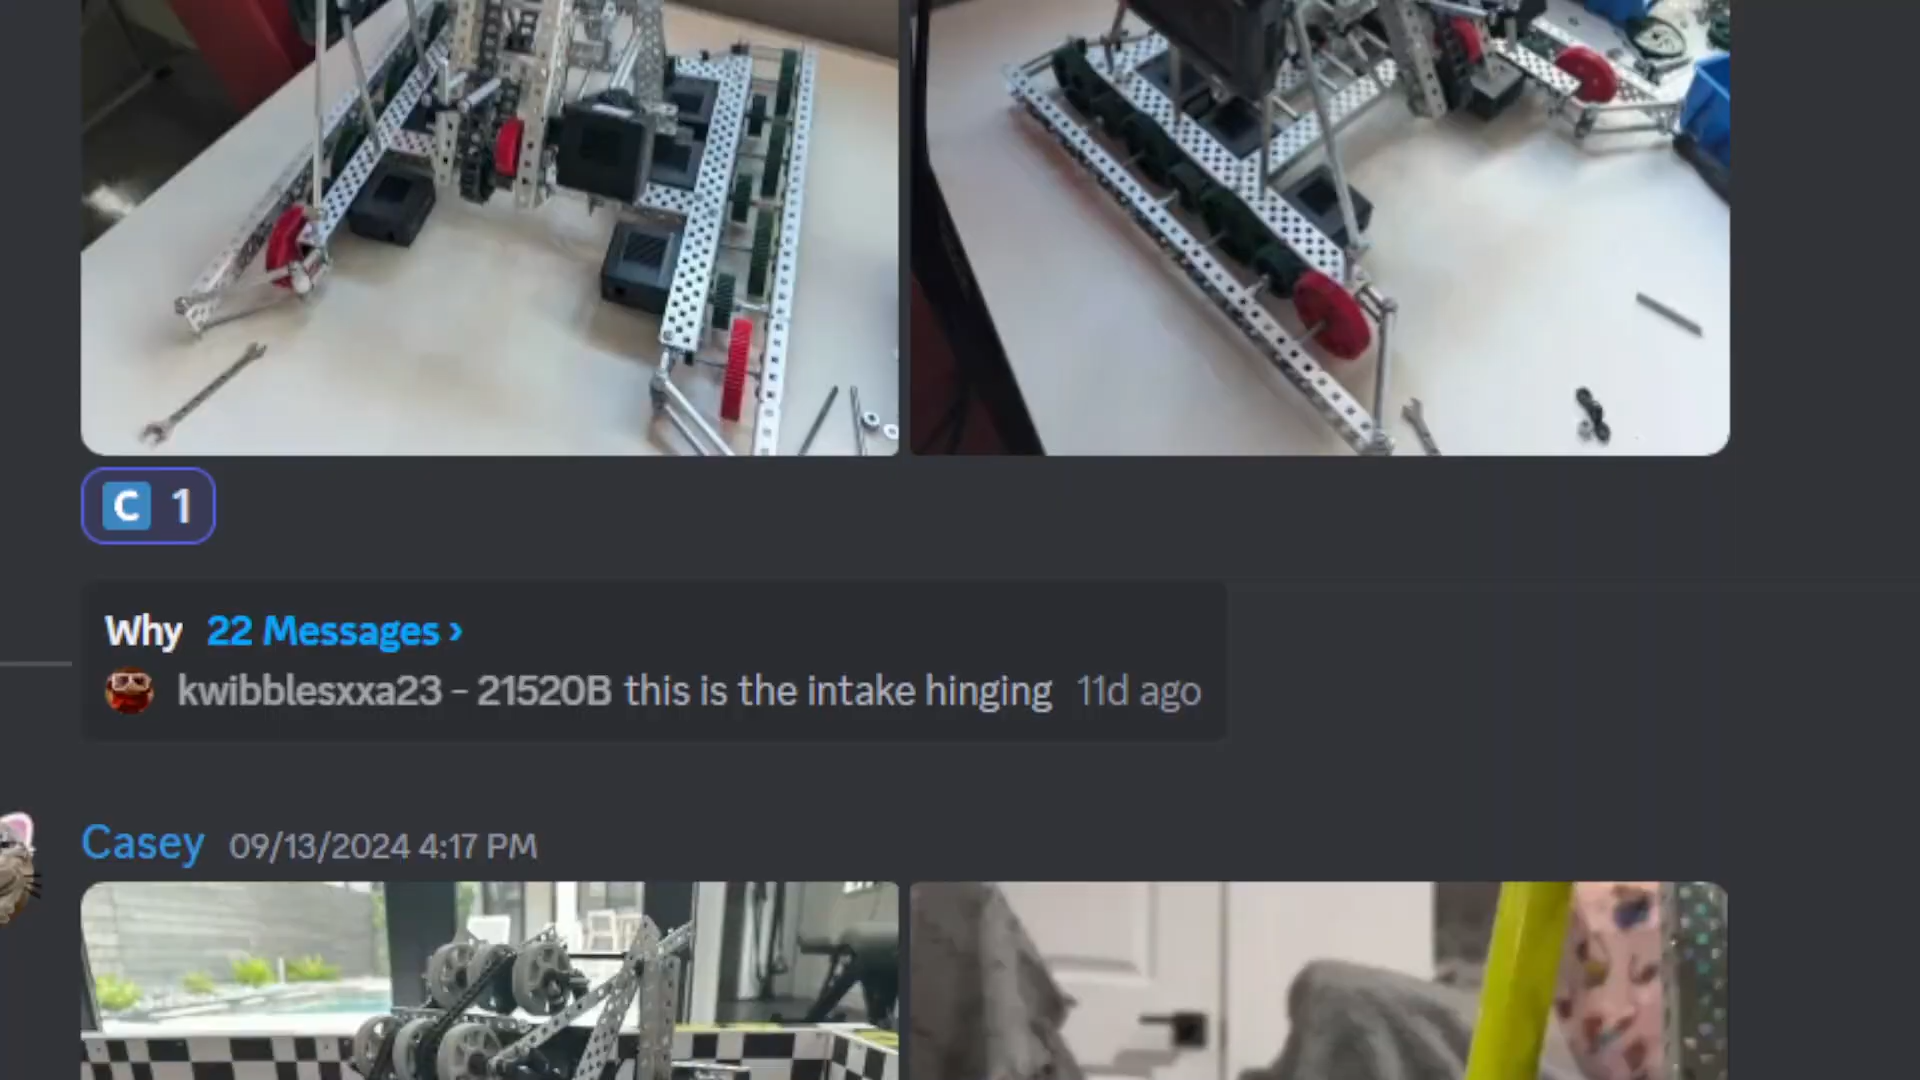 C 1
Why 22 Messages ›
kwibblesxxa23 - 21520B this is the intake hinging 11d ago
Casey 09/13/2024 4:17 PM